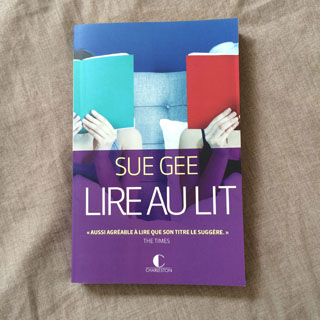 SUE GEE
LIRE AU LIT
« AUSSI AGRÉABLE À LIRE QUE SON TITRE LE SUGGÈRE. »
THE TIMES
C
CHARLESTON